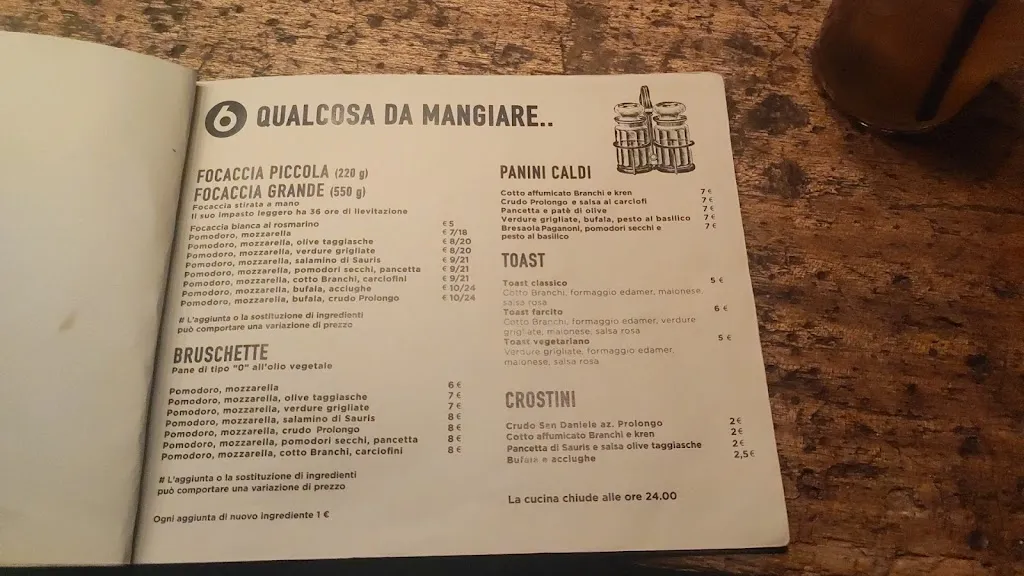 6 QUALCOSA DA MANGIARE..
FOCACCIA PICCOLA (220 g)
FOCACCIA GRANDE (550 g)
Focaccia stirata a mano
Il suo impasto leggero ha 36 ore di lievitazione
Focaccia bianca al rosmarino € 5
Pomodoro, mozzarella € 7/18
Pomodoro, mozzarella, olive taggiasche € 8/20
Pomodoro, mozzarella, verdure grigliate € 8/20
Pomodoro, mozzarella, salamino di Sauris € 9/21
Pomodoro, mozzarella, pomodori secchi, pancetta € 9/21
Pomodoro, mozzarella, cotto Branchi, carciofini € 9/21
Pomodoro, mozzarella, bufala, acciughe € 10/24
Pomodoro, mozzarella, bufala, crudo Prolongo € 10/24
# L'aggiunta o la sostituzione di ingredienti
può comportare una variazione di prezzo
BRUSCHETTE
Pane di tipo "0" all'olio vegetale
Pomodoro, mozzarella 6 €
Pomodoro, mozzarella, olive taggiasche 7 €
Pomodoro, mozzarella, verdure grigliate 7 €
Pomodoro, mozzarella, salamino di Sauris 8 €
Pomodoro, mozzarella, crudo Prolongo 8 €
Pomodoro, mozzarella, pomodori secchi, pancetta 8 €
Pomodoro, mozzarella, cotto Branchi, carciofini 8 €
# L'aggiunta o la sostituzione di ingredienti
può comportare una variazione di prezzo
Ogni aggiunta di nuovo ingrediente 1 €
PANINI CALDI
Cotto affumicato Branchi e kren 7 €
Crudo Prolongo e salsa al carciofi 7 €
Pancetta e patè di olive 7 €
Verdure grigliate, bufala, pesto al basilico 7 €
Bresaola Paganoni, pomodori secchi e 7 €
pesto al basilico
TOAST
Toast classico 5 €
Cotto Branchi, formaggio edamer, maionese,
salsa rosa
Toast farcito 6 €
Cotto Branchi, formaggio edamer, verdure
grigliate, maionese, salsa rosa
Toast vegetariano 5 €
Verdure grigliate, formaggio edamer,
maionese, salsa rosa
CROSTINI
Crudo San Daniele az. Prolongo 2€
Cotto affumicato Branchi e kren 2€
Pancetta di Sauris e salsa olive taggiasche 2€
Bufala e acciughe 2,5€
La cucina chiude alle ore 24.00